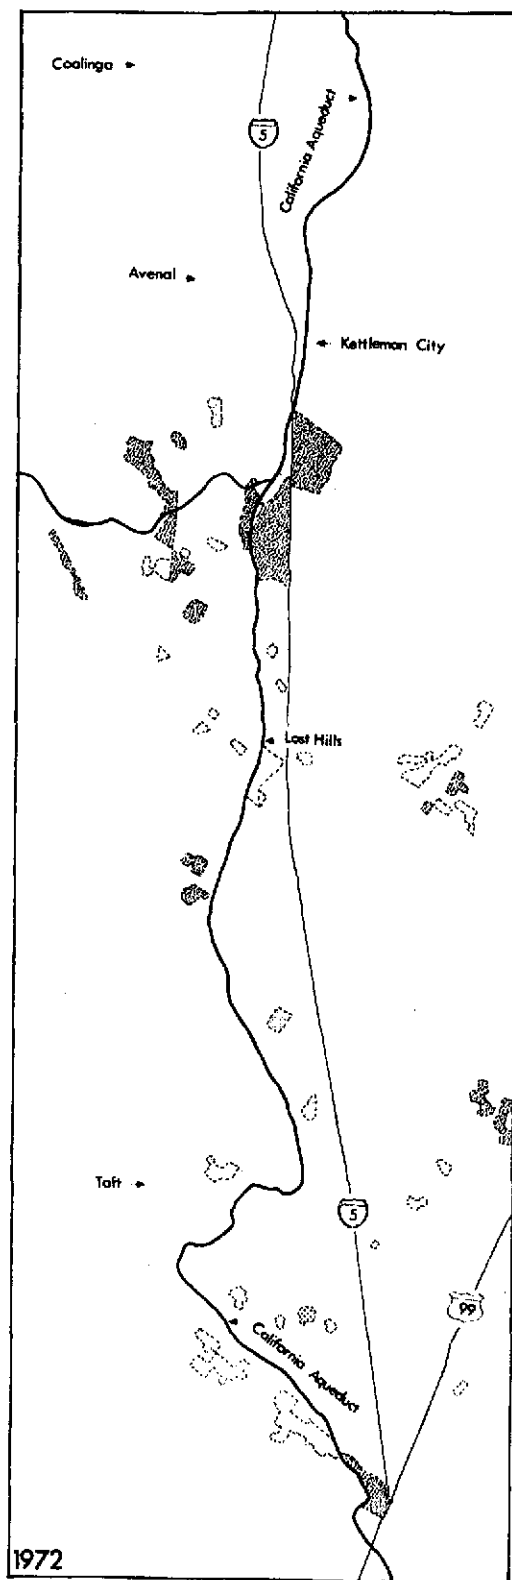 Coalinga
5
California Aqueduct
Avenal
Kettleman City
Lost Hills
Taft
5
99
California Aqueduct
1972